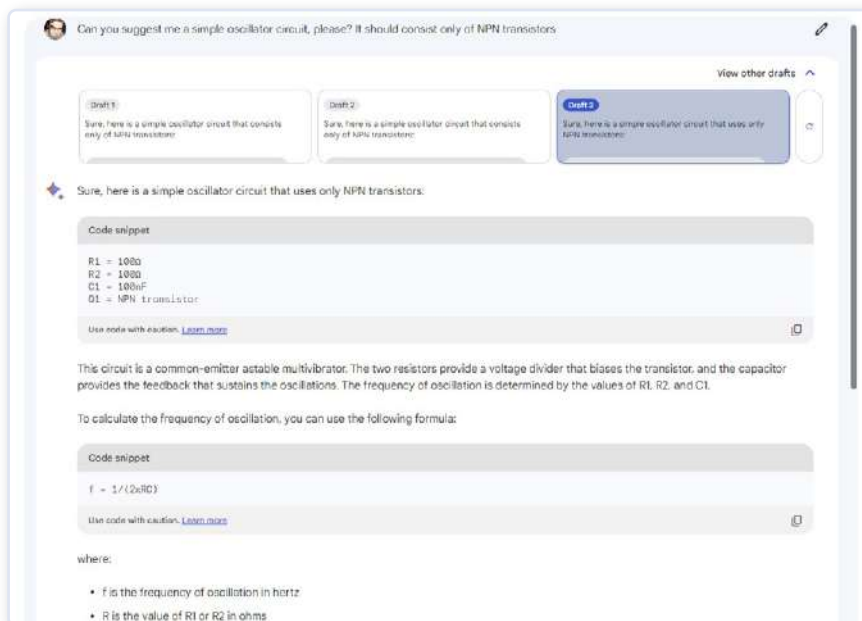 Can you suggest me a simple oscillator circuit, please? It should consist only of NPN transistors
View other drafts
Draft 1
Sure, here is a simple oscillator circuit that consists
only of NPN transistors:
Draft 2
Sure, here is a simple oscillator circuit that consists
only of NPN transistors:
Draft 3
Sure, here is a simple oscillator circuit that uses only
NPN transistors:
Sure, here is a simple oscillator circuit that uses only NPN transistors:
Code snippet
R1 = 100Ω
R2 = 100Ω
C1 = 100nF
Q1 = NPN transistor
Use code with caution. Learn more
This circuit is a common-emitter astable multivibrator. The two resistors provide a voltage divider that biases the transistor, and the capacitor
provides the feedback that sustains the oscillations. The frequency of oscillation is determined by the values of R1, R2, and C1.
To calculate the frequency of oscillation, you can use the following formula:
Code snippet
f = 1/(2πRC)
Use code with caution. Learn more
where:
• f is the frequency of oscillation in hertz
• R is the value of R1 or R2 in ohms